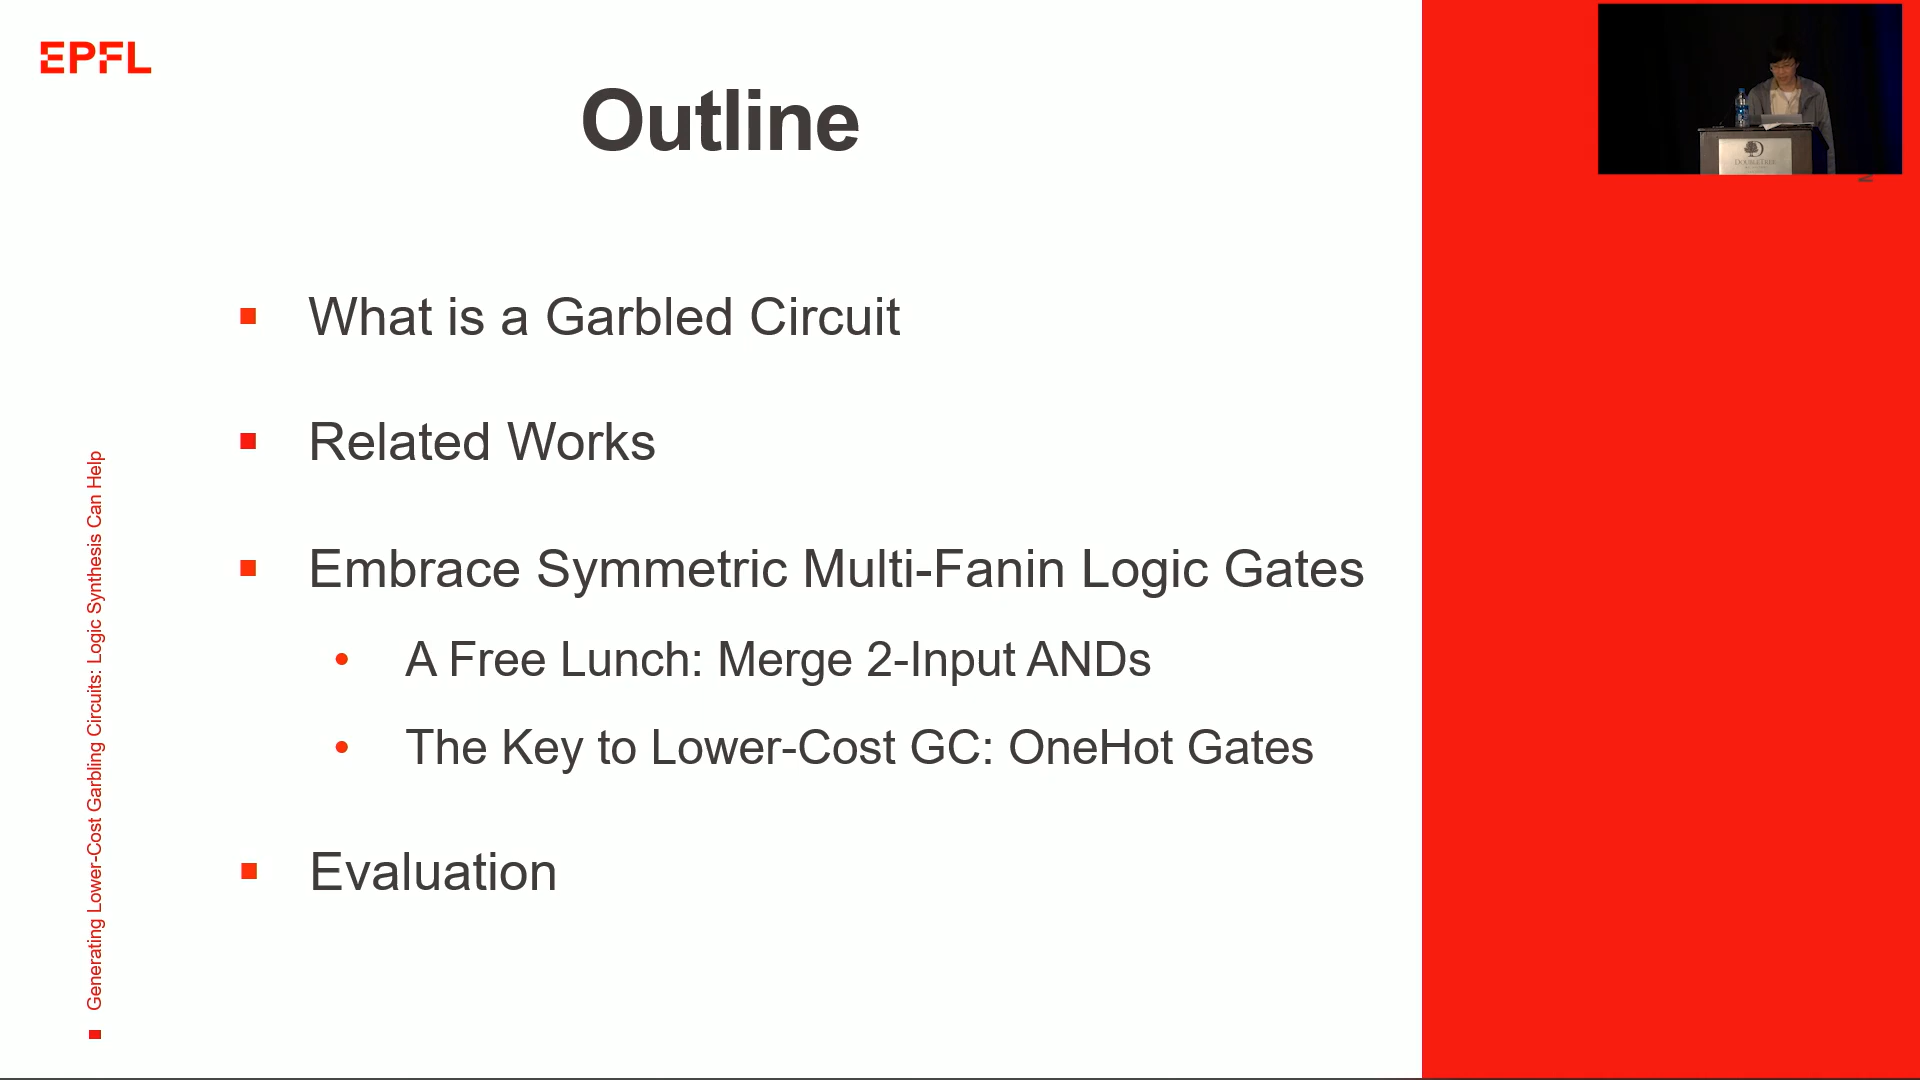 EPFL
Outline
What is a Garbled Circuit
Related Works
Embrace Symmetric Multi-Fanin Logic Gates
A Free Lunch: Merge 2-Input ANDs
The Key to Lower-Cost GC: OneHot Gates
Evaluation
Generating Lower-Cost Garbling Circuits: Logic Synthesis Can Help
DOUBLETREE